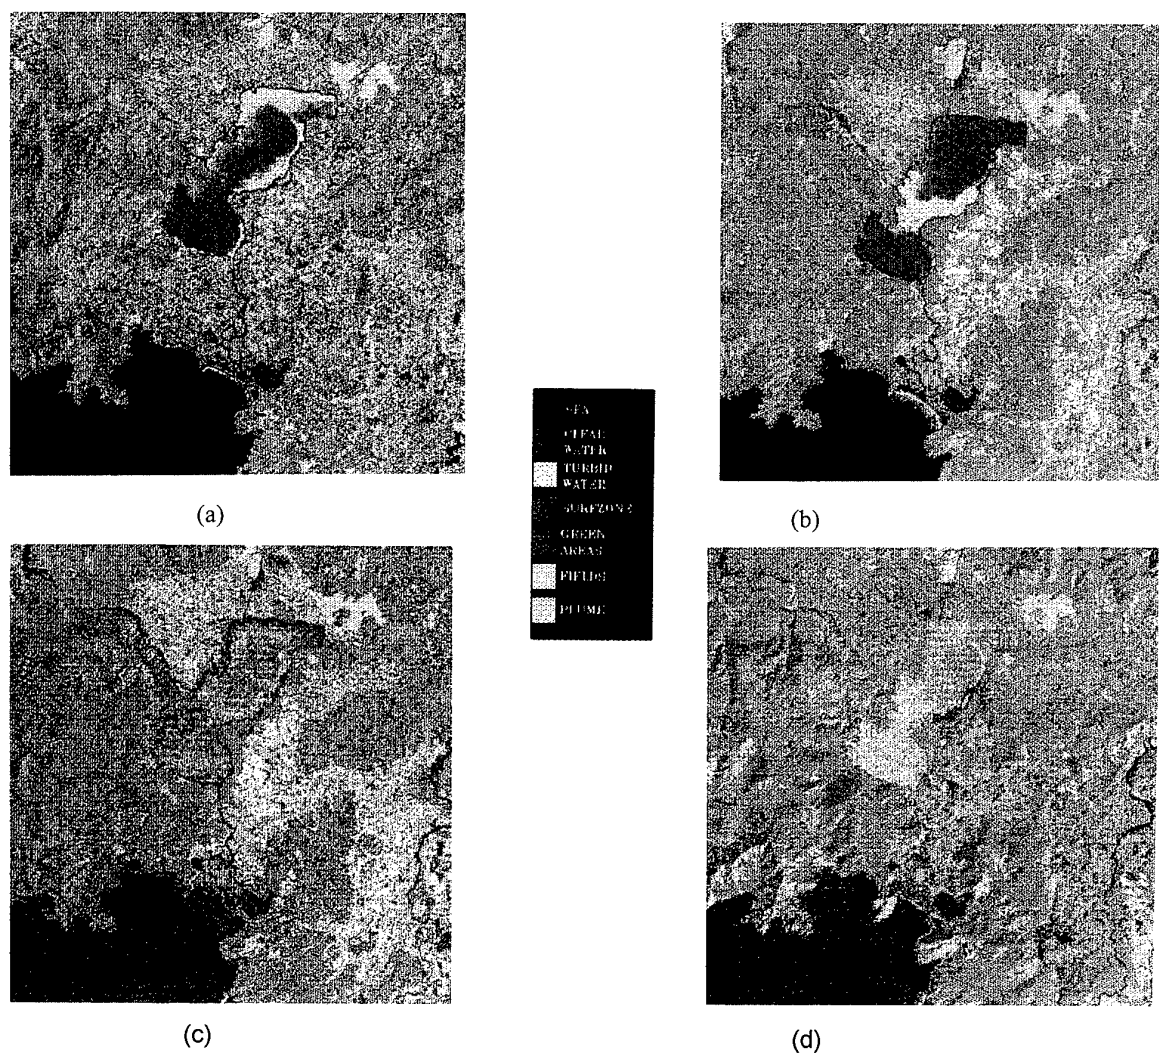 (a)
(b)
SEA
CLEAR
WATER
TURBID
WATER
SURFZONE
GREEN
AREAS
FIELDS
PLUME
(c)
(d)